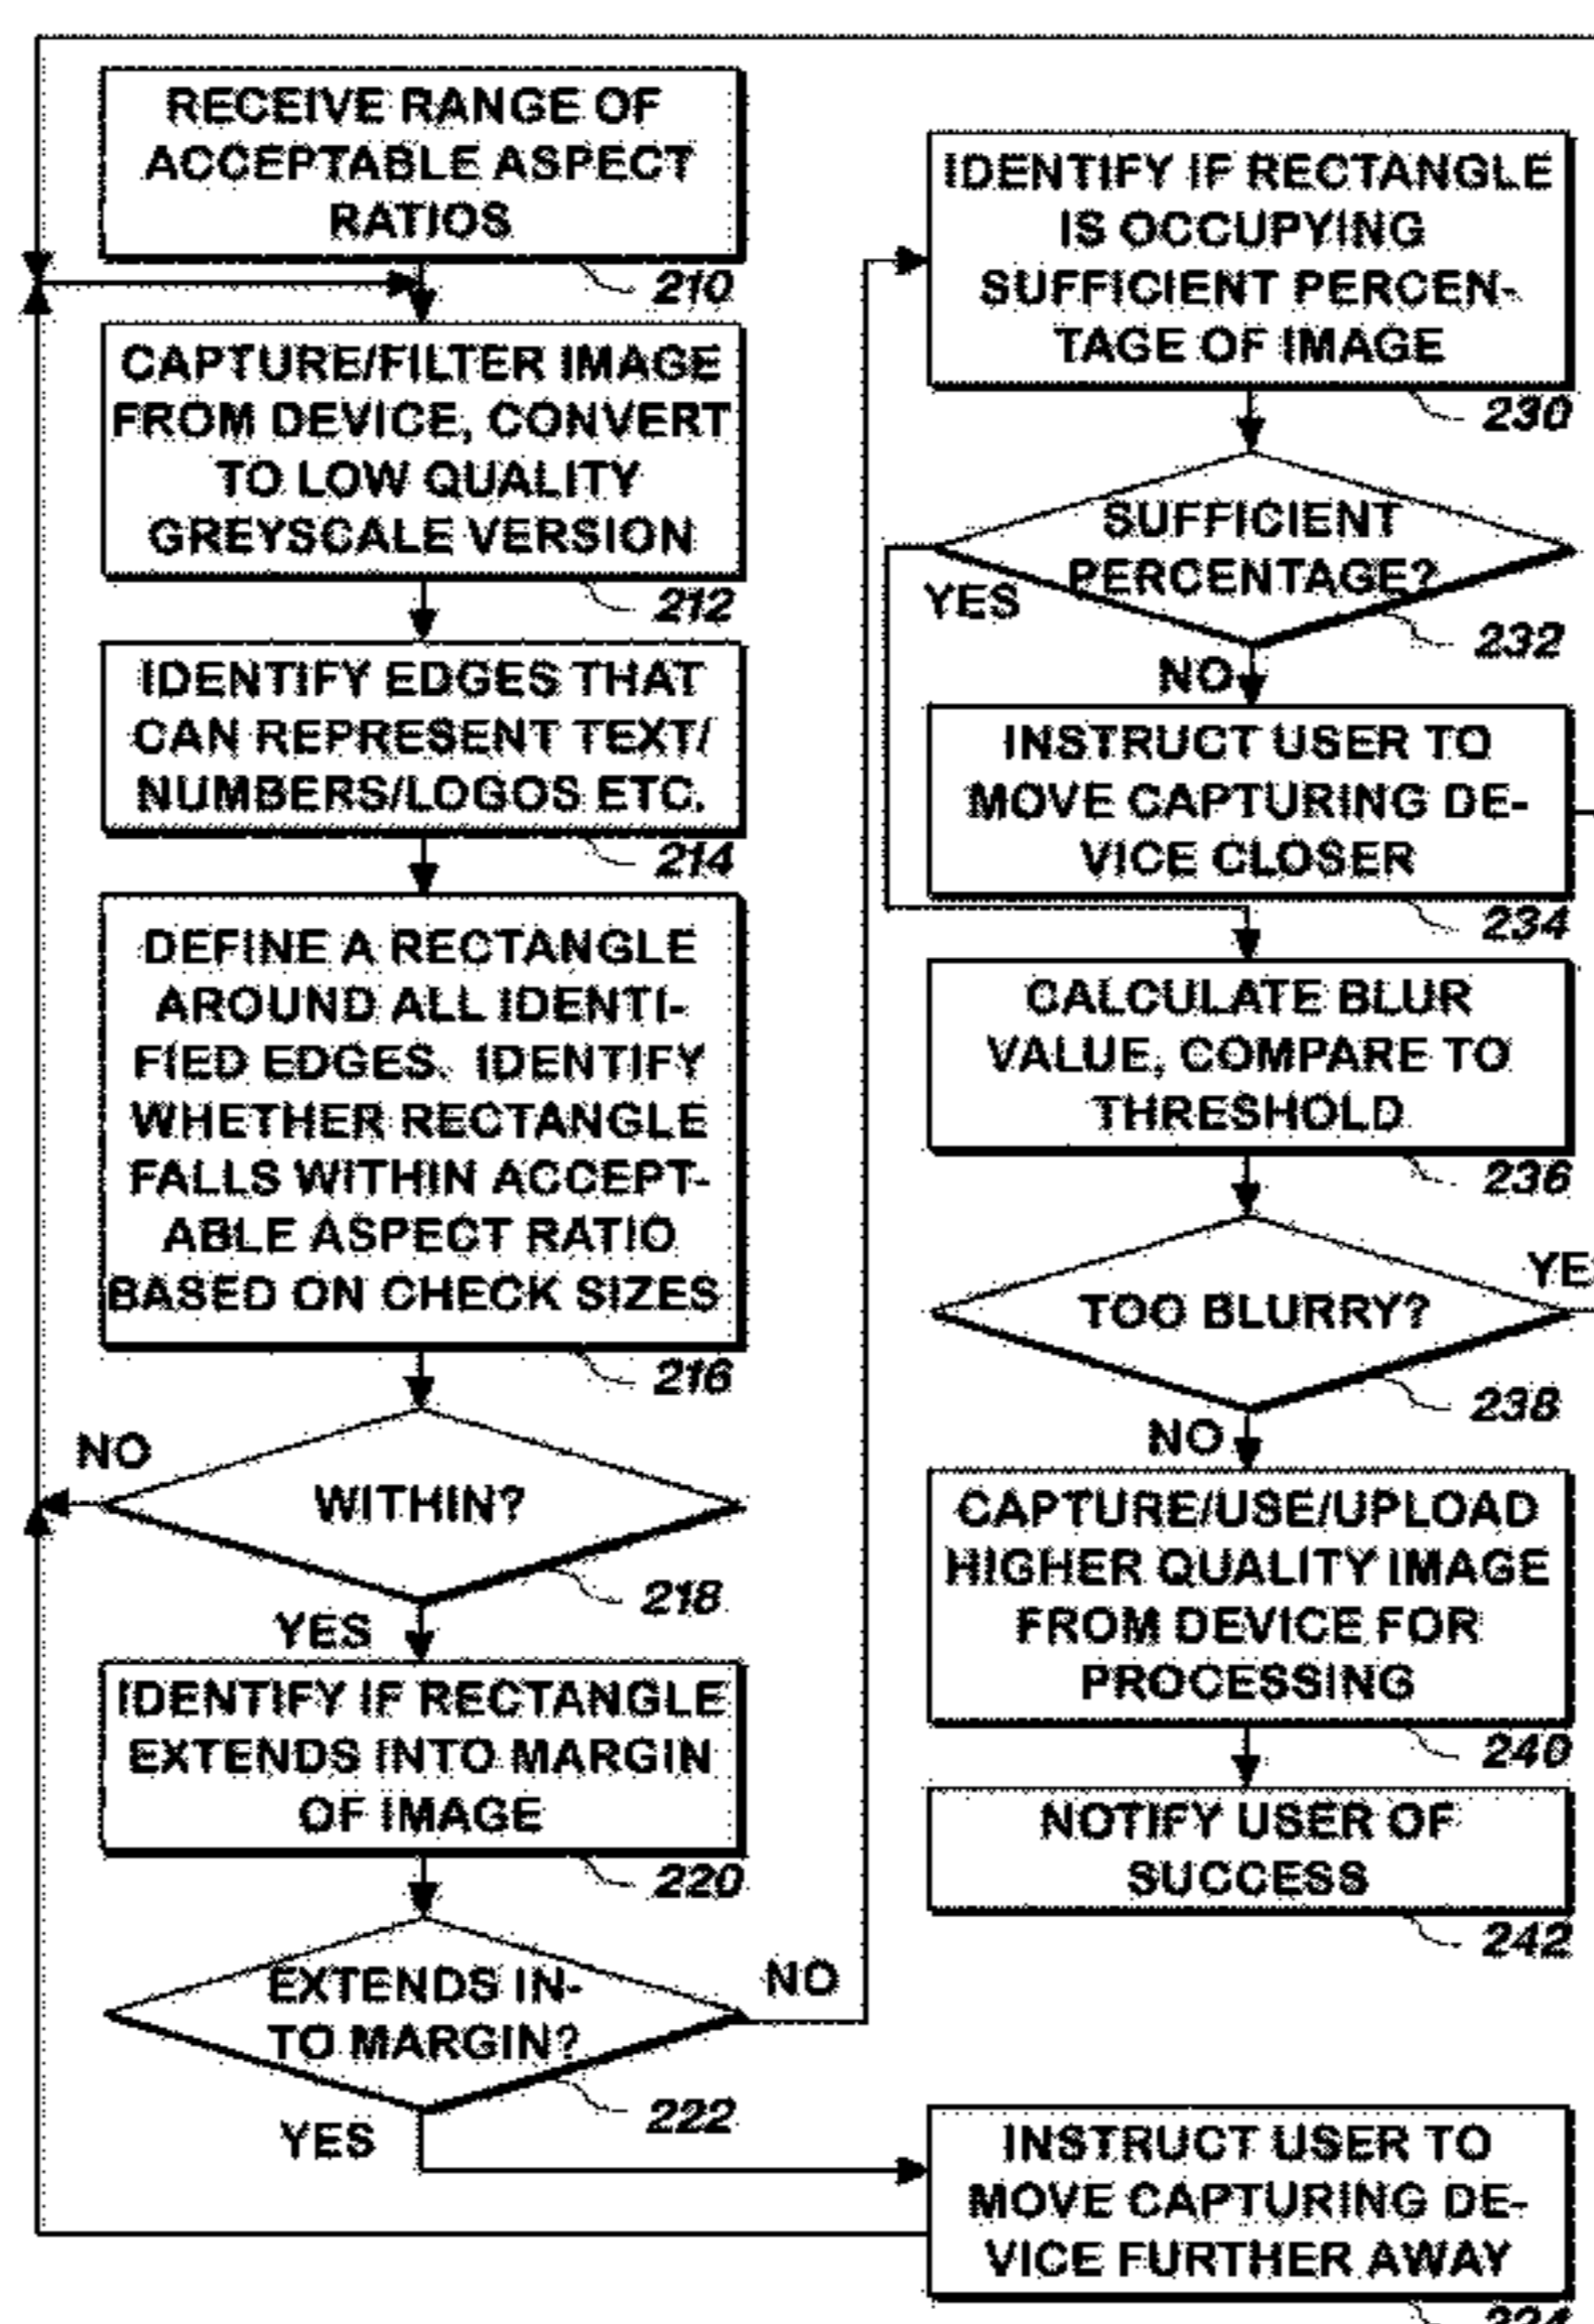 RECEIVE RANGE OF
ACCEPTABLE ASPECT
RATIOS
210
CAPTURE/FILTER IMAGE
FROM DEVICE, CONVERT
TO LOW QUALITY
GREYSCALE VERSION
212
IDENTIFY EDGES THAT
CAN REPRESENT TEXT/
NUMBERS/LOGOS ETC.
214
DEFINE A RECTANGLE
AROUND ALL IDENTI-
FIED EDGES. IDENTIFY
WHETHER RECTANGLE
FALLS WITHIN ACCEPT-
ABLE ASPECT RATIO
BASED ON CHECK SIZES
216
NO
WITHIN?
218
YES
IDENTIFY IF RECTANGLE
EXTENDS INTO MARGIN
OF IMAGE
220
EXTENDS IN-
TO MARGIN?
NO
222
YES
IDENTIFY IF RECTANGLE
IS OCCUPYING
SUFFICIENT PERCEN-
TAGE OF IMAGE
230
SUFFICIENT
PERCENTAGE?
YES
232
NO
INSTRUCT USER TO
MOVE CAPTURING DE-
VICE CLOSER
234
CALCULATE BLUR
VALUE, COMPARE TO
THRESHOLD
236
YE
TOO BLURRY?
238
NO
CAPTURE/USE/UPLOAD
HIGHER QUALITY IMAGE
FROM DEVICE FOR
PROCESSING
240
NOTIFY USER OF
SUCCESS
242
INSTRUCT USER TO
MOVE CAPTURING DE-
VICE FURTHER AWAY